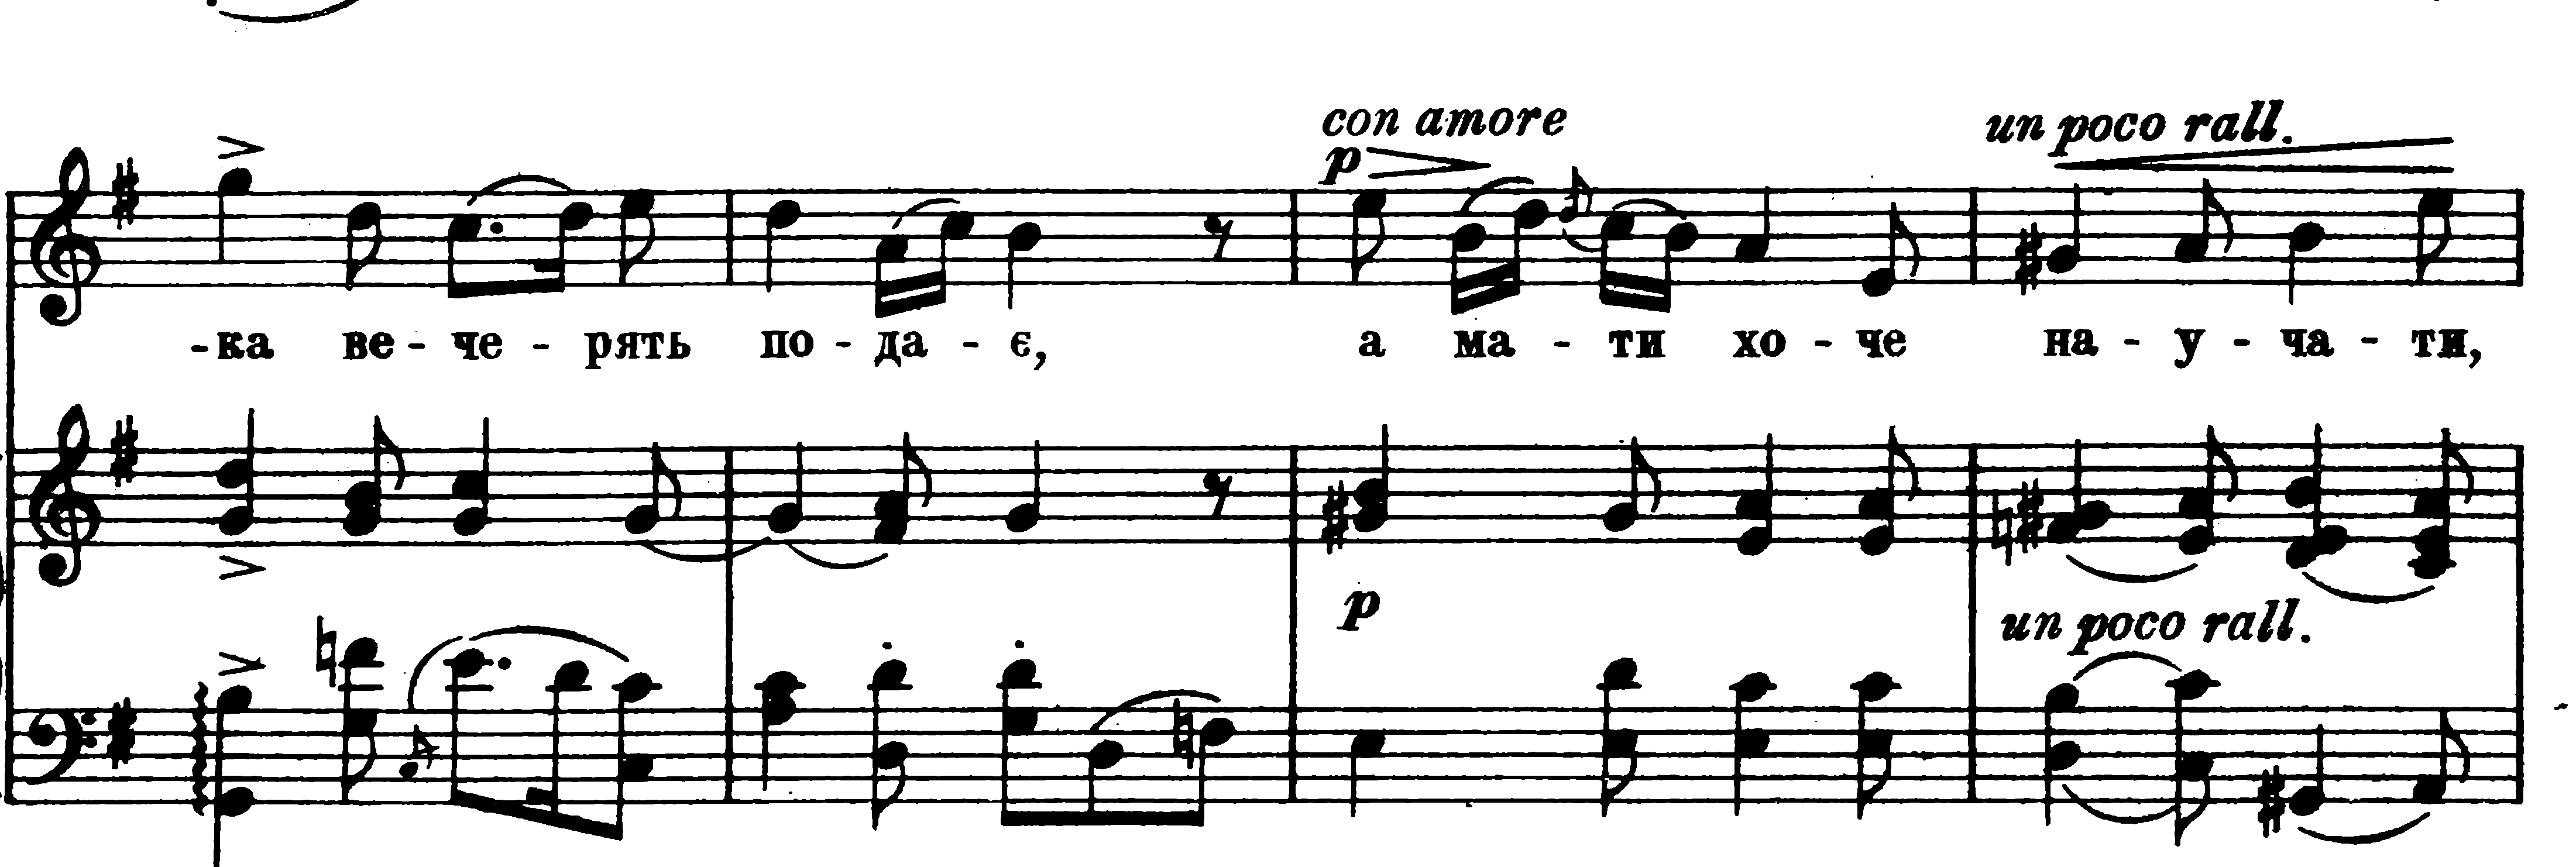 con amore un poco rall.
p
-ка ве - че - рять по - да - є, а ма - ти хо - че на - у - ча - ти,
p
un poco rall.